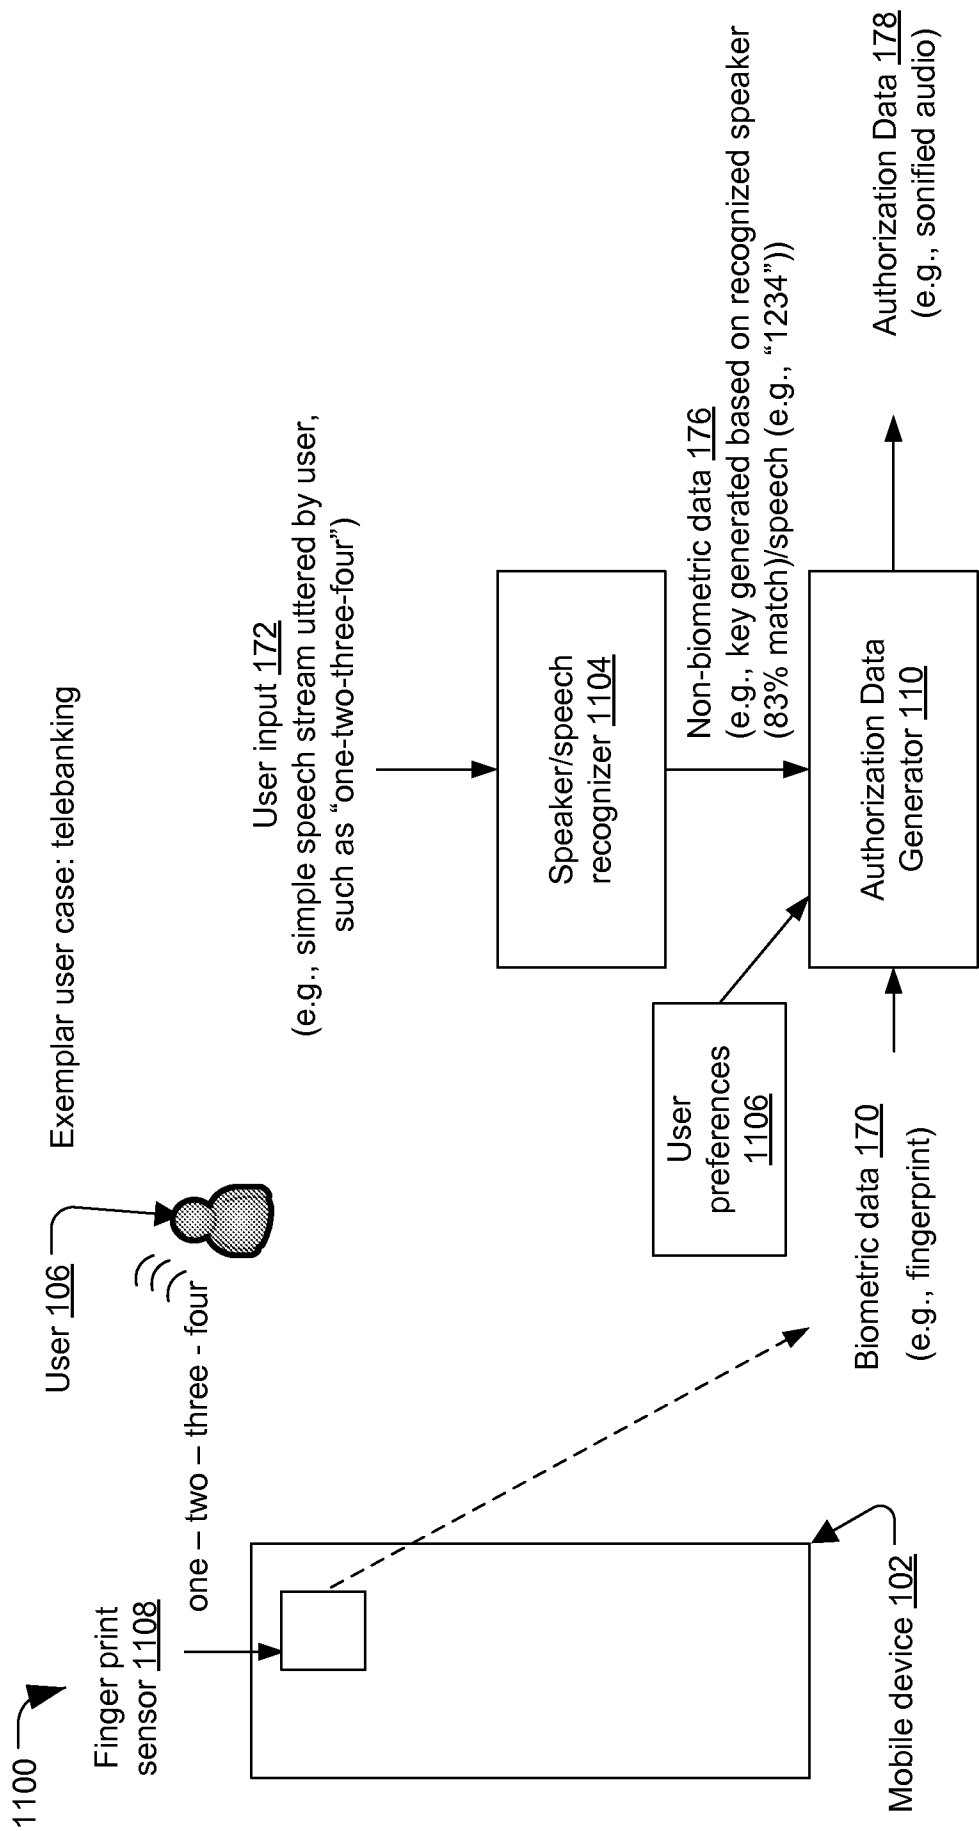 1100
Exemplar user case: telebanking
User 106
Finger print
sensor 1108
one – two – three - four
User input 172
(e.g., simple speech stream uttered by user,
such as “one-two-three-four”)
Speaker/speech
recognizer 1104
Non-biometric data 176
(e.g., key generated based on recognized speaker
(83% match)/speech (e.g., “1234”))
User
preferences
1106
Mobile device 102
Biometric data 170
(e.g., fingerprint)
Authorization Data
Generator 110
Authorization Data 178
(e.g., sonified audio)